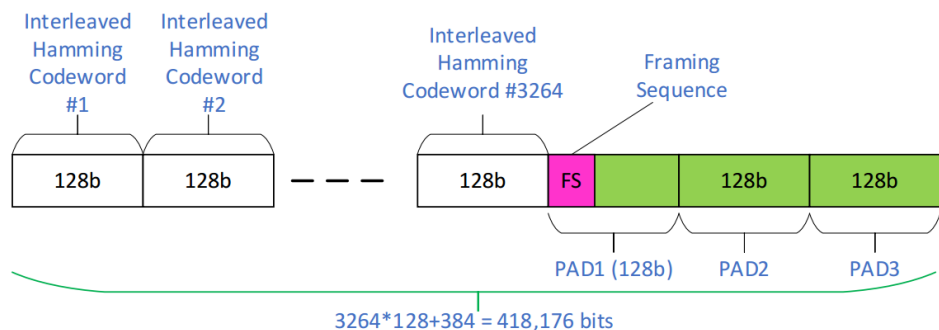 Interleaved
Hamming
Codeword
#1
Interleaved
Hamming
Codeword
#2
Interleaved
Hamming
Codeword #3264
Framing
Sequence
128b
128b
128b
FS
128b
128b
PAD1 (128b)
PAD2
PAD3
3264*128+384 = 418,176 bits